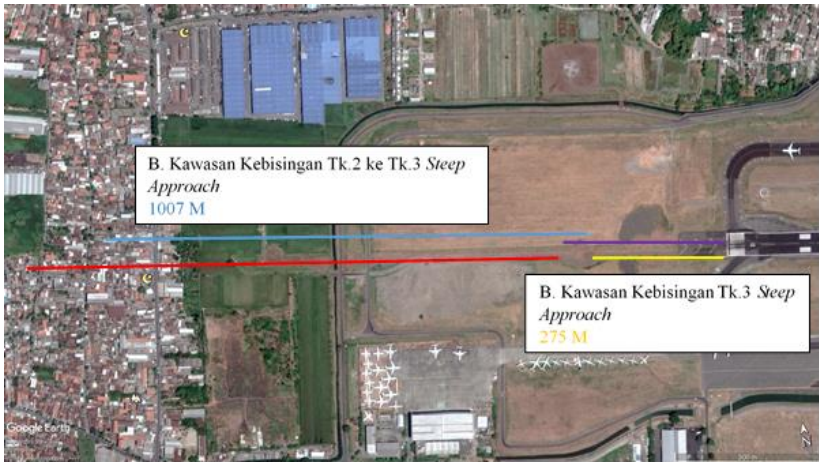 B. Kawasan Kebisingan Tk.2 ke Tk.3 Steep
Approach
1007 M
B. Kawasan Kebisingan Tk.3 Steep
Approach
275 M
Google Earth
N